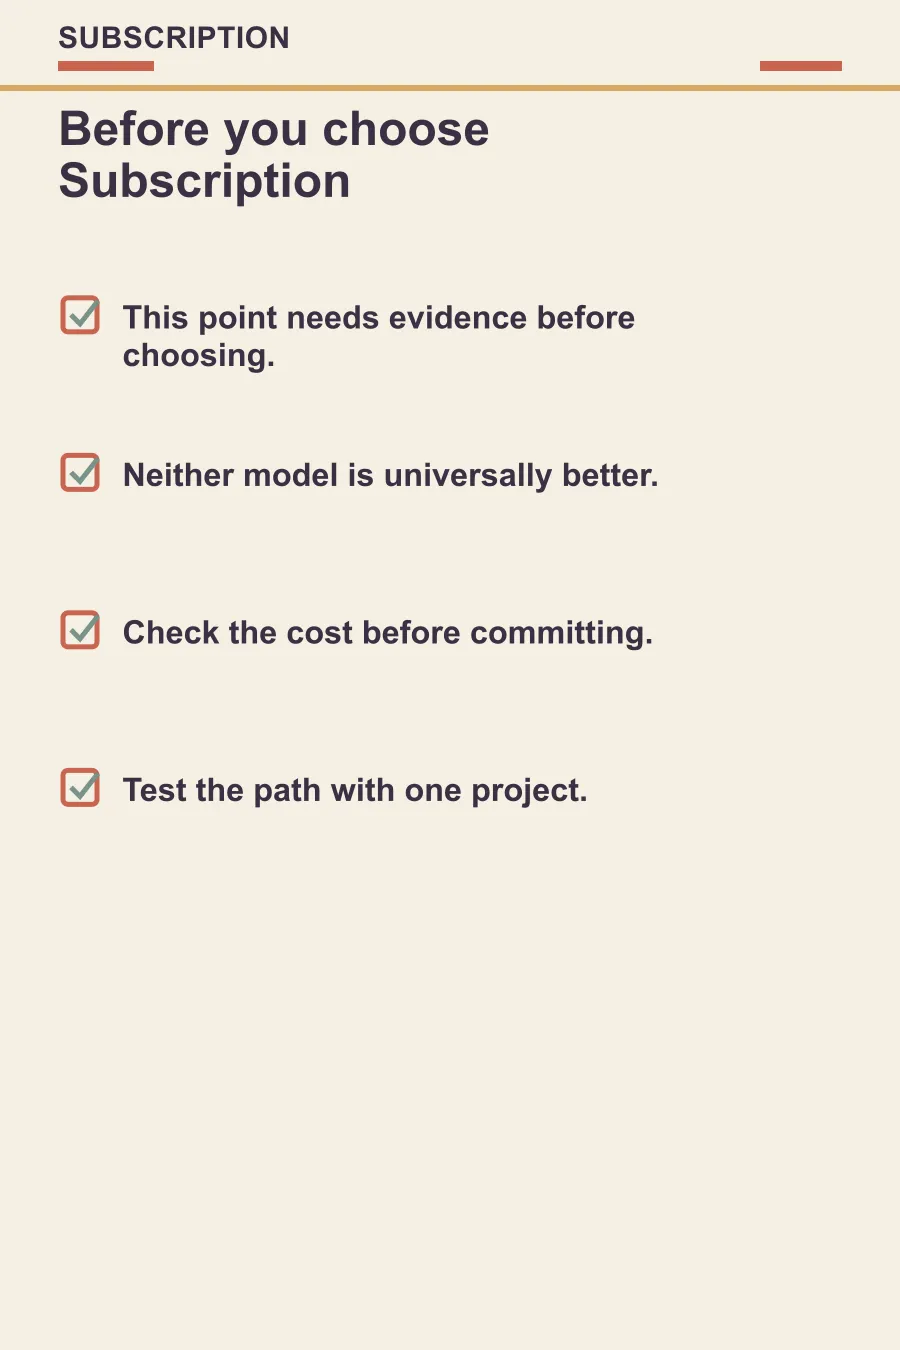 SUBSCRIPTION
Before you choose
Subscription
This point needs evidence before
choosing.
Neither model is universally better.
Check the cost before committing.
Test the path with one project.